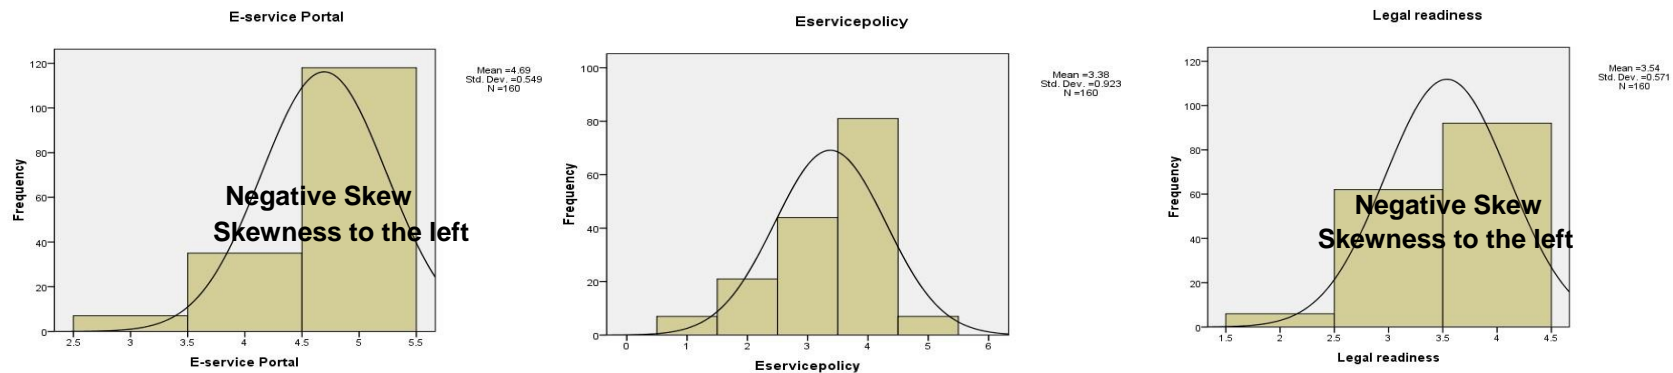 E-service Portal
Mean =4.69
Std. Dev. =0.549
N =160
120
100
80
60
40
20
0
Frequency
Negative Skew
Skewness to the left
2.5 3 3.5 4 4.5 5 5.5
E-service Portal
Eservicepolicy
Mean =3.38
Std. Dev. =0.923
N =160
100
80
60
40
20
0
Frequency
0 1 2 3 4 5 6
Eservicepolicy
Legal readiness
Mean =3.54
Std. Dev. =0.571
N =160
120
100
80
60
40
20
0
Frequency
Negative Skew
Skewness to the left
1.5 2 2.5 3 3.5 4 4.5
Legal readiness